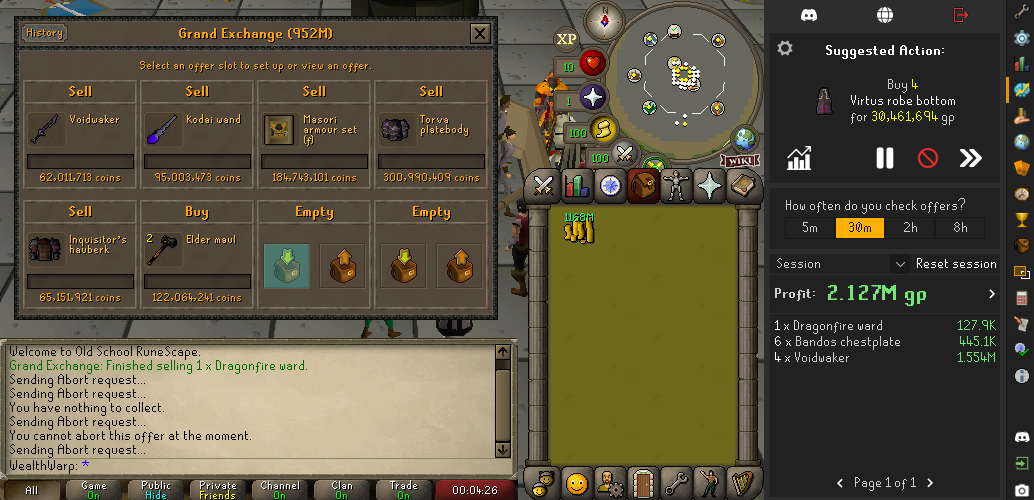 History
Grand Exchange (952M)
Select an offer slot to set up or view an offer.
Sell
Sell
Sell
Sell
Voidwaker
Kodai wand
Masori
armour set
(f)
Torva
platebody
62,011,713 coins
95,003,473 coins
184,743,101 coins
300,990,409 coins
Sell
Buy
Empty
Empty
Inquisitor's
hauberk
2
Elder maul
65,151,921 coins
122,064,241 coins
Welcome to Old School RuneScape.
Grand Exchange: Finished selling 1 x Dragonfire ward.
Sending Abort request...
Sending Abort request...
You have nothing to collect.
Sending Abort request...
You cannot abort this offer at the moment.
Sending Abort request...
WealthWarp: *
All
Game
On
Public
Hide
Private
Friends
Channel
On
Clan
On
Trade
On
00:04:26
N
XP
10
1
100
100
WIKI
1168M
Suggested Action:
Buy 4
Virtus robe bottom
for 30,461,694 gp
How often do you check offers?
5m
30m
2h
8h
Session
Reset session
Profit: 2.127M gp
1 x Dragonfire ward 127.9K
6 x Bandos chestplate 445.1K
4 x Voidwaker 1.554M
Page 1 of 1